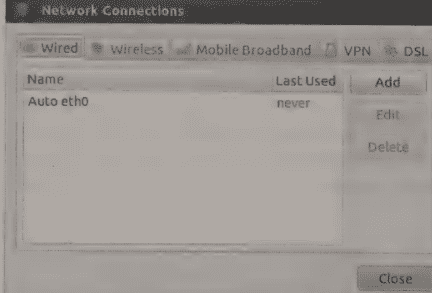 Network Connections
Wired Wireless Mobile Broadband VPN DSL
Name Last Used Add
Auto eth0 never
Edit
Delete
Close